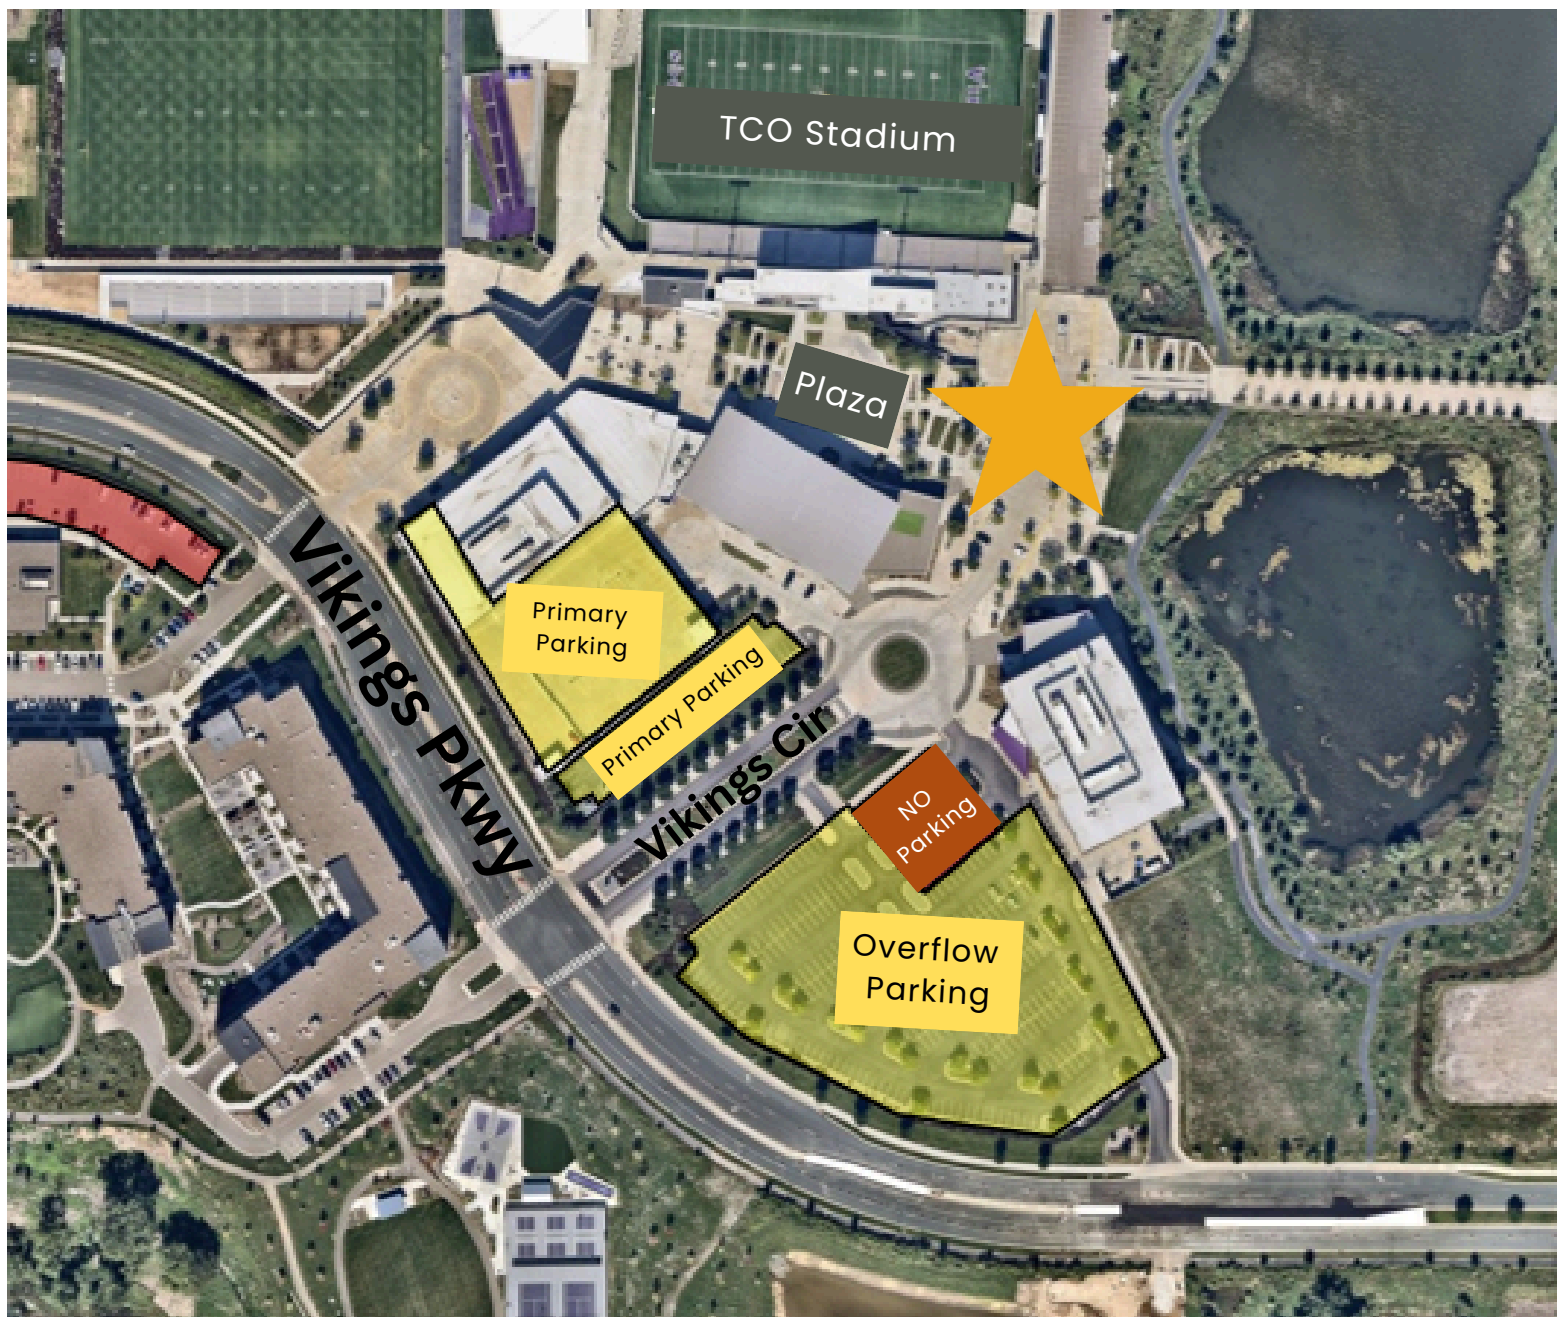 TCO Stadium
Plaza
Primary
Parking
Primary Parking
Vikings Pkwy
Vikings Cir
NO
Parking
Overflow
Parking